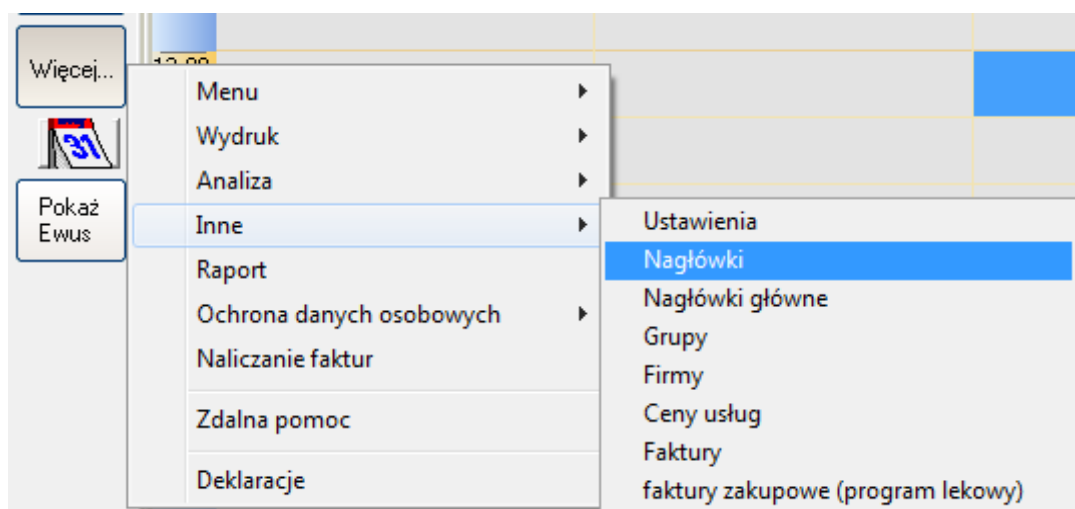 Więcej...
31
Pokaż
Ewus
Menu
Wydruk
Analiza
Inne
Raport
Ochrona danych osobowych
Naliczanie faktur
Zdalna pomoc
Deklaracje
Ustawienia
Nagłówki
Nagłówki główne
Grupy
Firmy
Ceny usług
Faktury
faktury zakupowe (program lekowy)